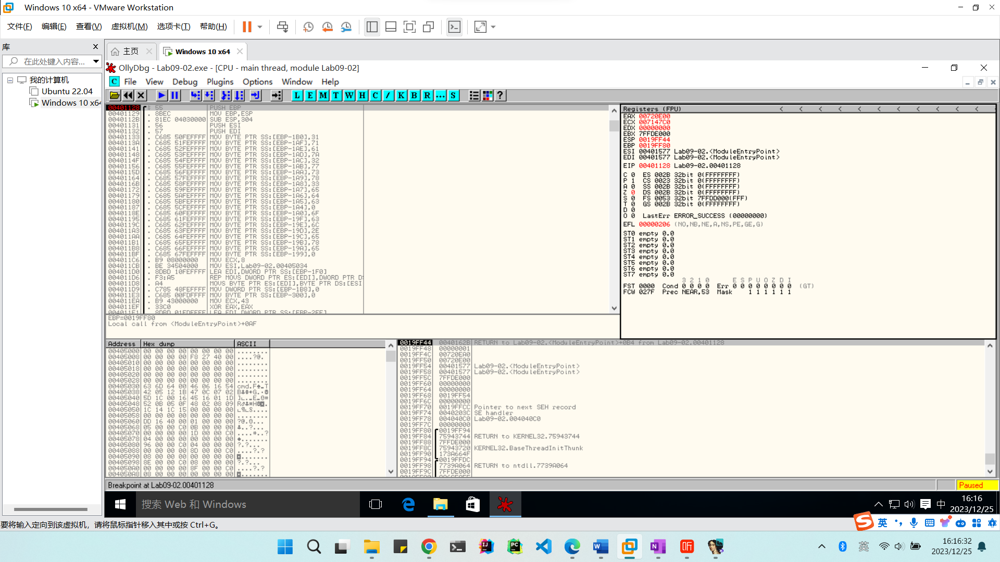 Windows 10 x64 - VMware Workstation
文件(F) 编辑(E) 查看(V) 虚拟机(M) 选项卡(T) 帮助(H)
库
在此处键入内容...
我的计算机
Ubuntu 22.04
Windows 10 x64
主页
Windows 10 x64
OllyDbg - Lab09-02.exe - [CPU - main thread, module Lab09-02]
C File View Debug Plugins Options Window Help
L E M T W H C / K B R ... S ?
00401128 $ 55 PUSH EBP
00401129 . 8BEC MOV EBP,ESP
0040112B . 81EC 04030000 SUB ESP,304
00401131 . 56 PUSH ESI
00401132 . 57 PUSH EDI
00401133 . C685 50FEFFFF MOV BYTE PTR SS:[EBP-1B0],31
0040113A . C685 51FEFFFF MOV BYTE PTR SS:[EBP-1AF],71
00401141 . C685 52FEFFFF MOV BYTE PTR SS:[EBP-1AE],61
00401148 . C685 53FEFFFF MOV BYTE PTR SS:[EBP-1AD],7A
0040114F . C685 54FEFFFF MOV BYTE PTR SS:[EBP-1AC],32
00401156 . C685 55FEFFFF MOV BYTE PTR SS:[EBP-1AB],77
0040115D . C685 56FEFFFF MOV BYTE PTR SS:[EBP-1AA],73
00401164 . C685 57FEFFFF MOV BYTE PTR SS:[EBP-1A9],78
0040116B . C685 58FEFFFF MOV BYTE PTR SS:[EBP-1A8],33
00401172 . C685 59FEFFFF MOV BYTE PTR SS:[EBP-1A7],65
00401179 . C685 5AFEFFFF MOV BYTE PTR SS:[EBP-1A6],64
00401180 . C685 5BFEFFFF MOV BYTE PTR SS:[EBP-1A5],63
00401187 . C685 5CFEFFFF MOV BYTE PTR SS:[EBP-1A4],0
0040118E . C685 60FEFFFF MOV BYTE PTR SS:[EBP-1A0],6F
00401195 . C685 61FEFFFF MOV BYTE PTR SS:[EBP-19F],63
0040119C . C685 62FEFFFF MOV BYTE PTR SS:[EBP-19E],6C
004011A3 . C685 63FEFFFF MOV BYTE PTR SS:[EBP-19D],2E
004011AA . C685 64FEFFFF MOV BYTE PTR SS:[EBP-19C],65
004011B1 . C685 65FEFFFF MOV BYTE PTR SS:[EBP-19B],78
004011B8 . C685 66FEFFFF MOV BYTE PTR SS:[EBP-19A],65
004011BF . C685 67FEFFFF MOV BYTE PTR SS:[EBP-199],0
004011C6 . B9 08000000 MOV ECX,8
004011CB . BE 34504000 MOV ESI,Lab09-02.00405034
004011D0 . 8DBD 10FEFFFF LEA EDI,DWORD PTR SS:[EBP-1F0]
004011D6 . F3:A5 REP MOVS DWORD PTR ES:[EDI],DWORD PTR D
004011D8 . A4 MOVS BYTE PTR ES:[EDI],BYTE PTR DS:[ESI
004011D9 . C785 48FEFFFF MOV DWORD PTR SS:[EBP-1B8],0
004011E3 . C685 00FDFFFF MOV BYTE PTR SS:[EBP-300],0
004011EA . B9 43000000 MOV ECX,43
004011EF . 33C0 XOR EAX,EAX
004011F1 . 8DBD 01FDFFFF LEA EDI,DWORD PTR SS:[EBP-2FF]
EBP=0019FF80
Local call from <ModuleEntryPoint>+0AF
Registers (FPU) < < < < < < < < < < <
EAX 00720E00
ECX 007147C0
EDX 00000000
EBX 7FFDE000
ESP 0019FF44
EBP 0019FF80
ESI 00401577 Lab09-02.<ModuleEntryPoint>
EDI 00401577 Lab09-02.<ModuleEntryPoint>
EIP 00401128 Lab09-02.00401128
C 0 ES 002B 32bit 0(FFFFFFFF)
P 1 CS 0023 32bit 0(FFFFFFFF)
A 0 SS 002B 32bit 0(FFFFFFFF)
Z 0 DS 002B 32bit 0(FFFFFFFF)
S 0 FS 0053 32bit 7FFDD000(FFF)
T 0 GS 002B 32bit 0(FFFFFFFF)
D 0
O 0 LastErr ERROR_SUCCESS (00000000)
EFL 00000206 (NO,NB,NE,A,NS,PE,GE,G)
ST0 empty 0.0
ST1 empty 0.0
ST2 empty 0.0
ST3 empty 0.0
ST4 empty 0.0
ST5 empty 0.0
ST6 empty 0.0
ST7 empty 0.0
3 2 1 0 E S P U O Z D I
FST 0000 Cond 0 0 0 0 Err 0 0 0 0 0 0 0 0 (GT)
FCW 027F Prec NEAR,53 Mask 1 1 1 1 1 1
Address Hex dump ASCII
00405000 00 00 00 00 00 00 00 00 ........
00405008 00 00 00 00 F8 27 40 00 ....?@.
00405010 00 00 00 00 00 00 00 00 ........
00405018 00 00 00 00 00 00 00 00 ........
00405020 00 00 00 00 00 00 00 00 ........
00405028 00 00 00 00 00 00 00 00 ........
00405030 63 6D 64 00 46 06 16 54
00405038 42 05 12 1B 47 0C 07 02
00405040 5D 1C 00 16 45 16 01 1D
00405048 52 0B 05 0F 48 02 08 09
00405050 1C 14 1C 15 00 00 00 00
00405058 00 00 00 00 00 00 00 00 ........
00405060 DD 16 40 00 01 00 00 00
00405068 05 00 00 C0 0B 00 00 00
00405070 00 00 00 00 1D 00 00 C0
00405078 04 00 00 00 00 00 00 00
00405080 96 00 00 C0 04 00 00 00
00405088 00 00 00 00 8D 00 00 C0
00405090 08 00 00 00 00 00 00 00
00405098 8E 00 00 C0 08 00 00 00
004050A0 00 00 00 00 8F 00 00 C0
004050A8 08 00 00 00 00 00 00 00
0019FF44 0040162B RETURN to Lab09-02.<ModuleEntryPoint>+0B4 from Lab09-02.00401128
0019FF48 00000001
0019FF4C 00720EA0
0019FF50 00720E00
0019FF54 00401577 Lab09-02.<ModuleEntryPoint>
0019FF58 00401577 Lab09-02.<ModuleEntryPoint>
0019FF5C 7FFDE000
0019FF60 00000000
0019FF64 00000000
0019FF68 0019FF54
0019FF6C 00000000
0019FF70 0019FFCC Pointer to next SEH record
0019FF74 0040203C SE handler
0019FF78 004040C0 Lab09-02.004040C0
0019FF7C 00000000
0019FF80 0019FF94
0019FF84 75943744 RETURN to KERNEL32.75943744
0019FF88 7FFDE000
0019FF8C 75943720 KERNEL32.BaseThreadInitThunk
0019FF90 173A664F
0019FF94 0019FFDC
0019FF98 7739A064 RETURN to ntdll.7739A064
0019FF9C 7FFDE000
Breakpoint at Lab09-02.00401128
Paused
搜索 Web 和 Windows
中
16:16
2023/12/25
要将输入定向到该虚拟机，请将鼠标指针移入其中或按 Ctrl+G。
英
16:16:32
2023/12/25